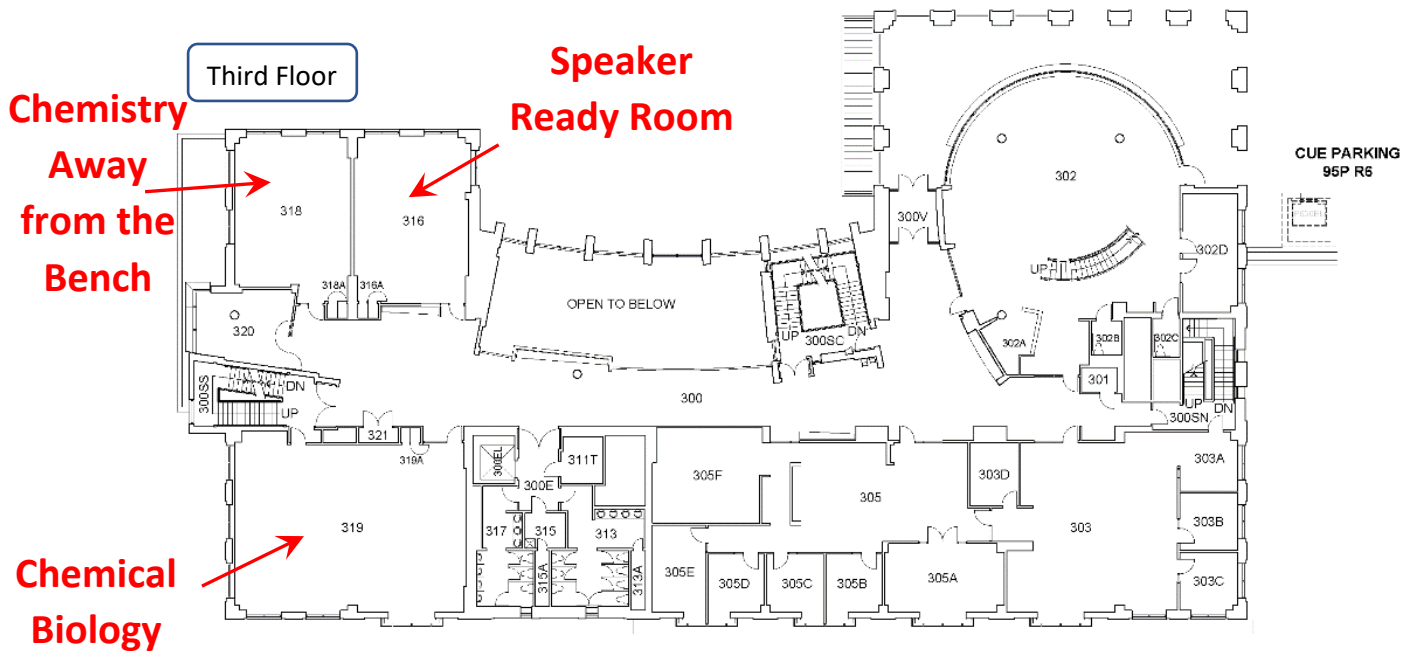 Third Floor
Speaker
Ready Room
Chemistry
Away
from the
Bench
CUE PARKING
95P R6
302
318
316
300V
302D
UP
318A
316A
OPEN TO BELOW
320
UP
DN
300SC
302A
302B
302C
300SS
DN
UP
301
300
UP
DN
300SN
321
319A
300EL
311T
300E
305F
303D
303A
305
319
317
315
313
303
303B
315A
313A
305E
305D
305C
305B
305A
303C
Chemical
Biology